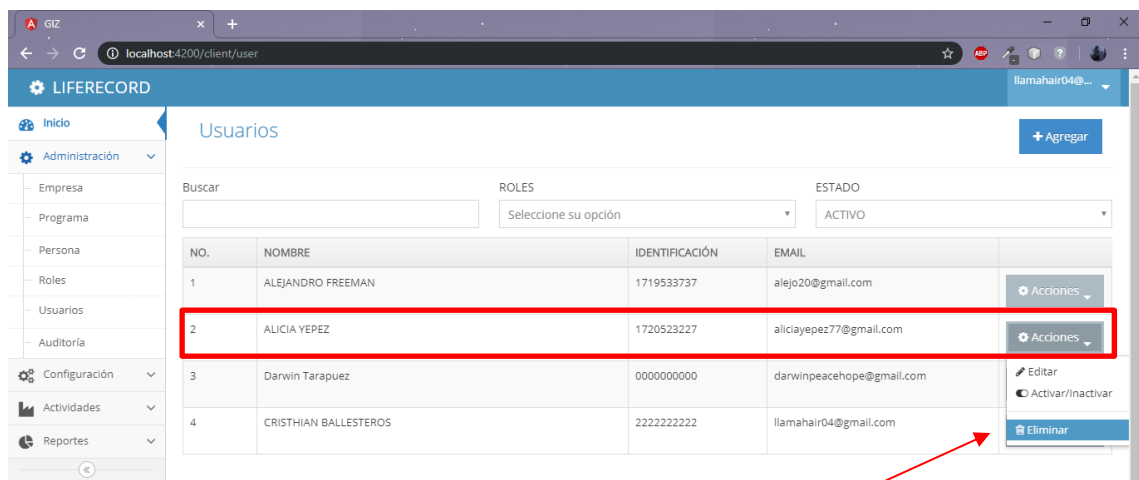 GIZ
localhost:4200/client/user
ABP
LIFERECORD
llamahair04@...
Inicio
Administración
Empresa
Programa
Persona
Roles
Usuarios
Auditoría
Configuración
Actividades
Reportes
Usuarios
+ Agregar
Buscar ROLES ESTADO
Seleccione su opción ACTIVO
NO. NOMBRE IDENTIFICACIÓN EMAIL
1 ALEJANDRO FREEMAN 1719533737 alejo20@gmail.com Acciones
2 ALICIA YEPEZ 1720523227 aliciayepez77@gmail.com Acciones
3 Darwin Tarapuez 0000000000 darwinpeacehope@gmail.com
4 CRISTHIAN BALLESTEROS 2222222222 llamahair04@gmail.com
Editar
Activar/Inactivar
Eliminar